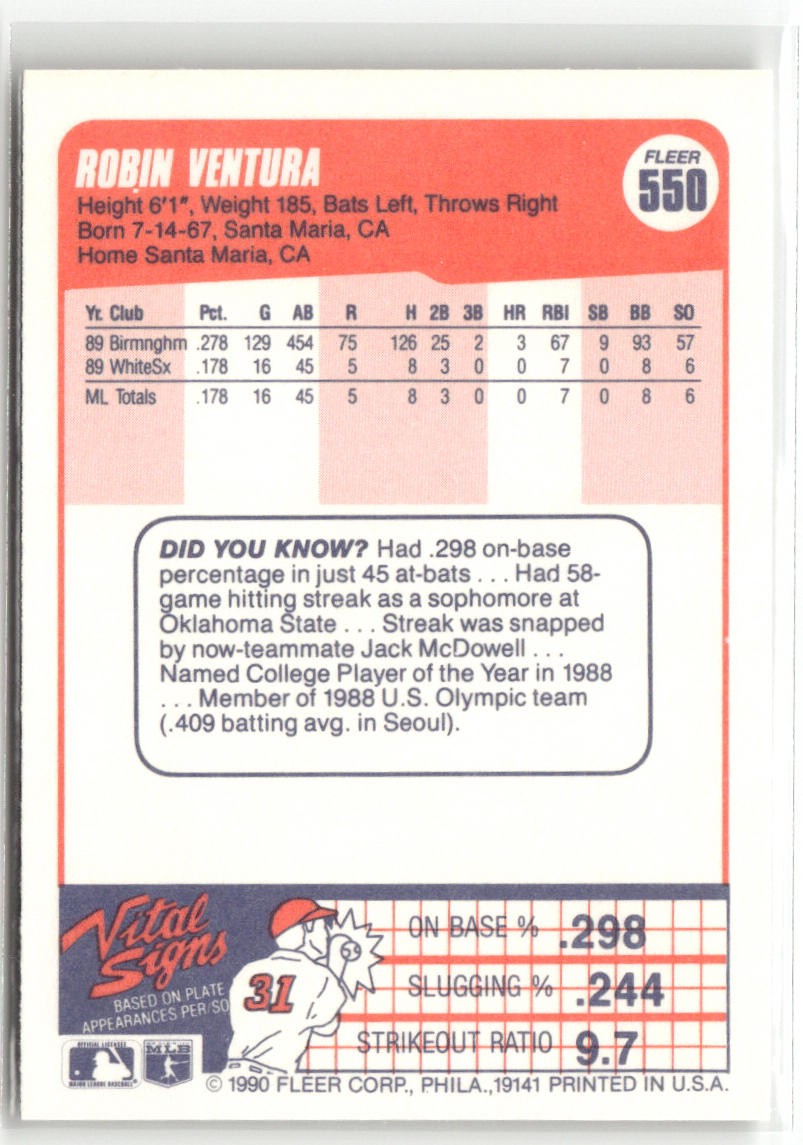 ROBIN VENTURA
FLEER
550
Height 6'1", Weight 185, Bats Left, Throws Right
Born 7-14-67, Santa Maria, CA
Home Santa Maria, CA
Yr. Club Pct. G AB R H 2B 3B HR RBI SB BB SO
89 Birmnghm .278 129 454 75 126 25 2 3 67 9 93 57
89 WhiteSx .178 16 45 5 8 3 0 0 7 0 8 6
ML Totals .178 16 45 5 8 3 0 0 7 0 8 6
DID YOU KNOW? Had .298 on-base
percentage in just 45 at-bats . . . Had 58-
game hitting streak as a sophomore at
Oklahoma State . . . Streak was snapped
by now-teammate Jack McDowell . . .
Named College Player of the Year in 1988
. . . Member of 1988 U.S. Olympic team
(.409 batting avg. in Seoul).
Vital
Signs
BASED ON PLATE
APPEARANCES PER/SO
31
ON BASE % .298
SLUGGING % .244
STRIKEOUT RATIO 9.7
OFFICIAL LICENSEE
MAJOR LEAGUE BASEBALL
© 1990 FLEER CORP., PHILA.,19141 PRINTED IN U.S.A.